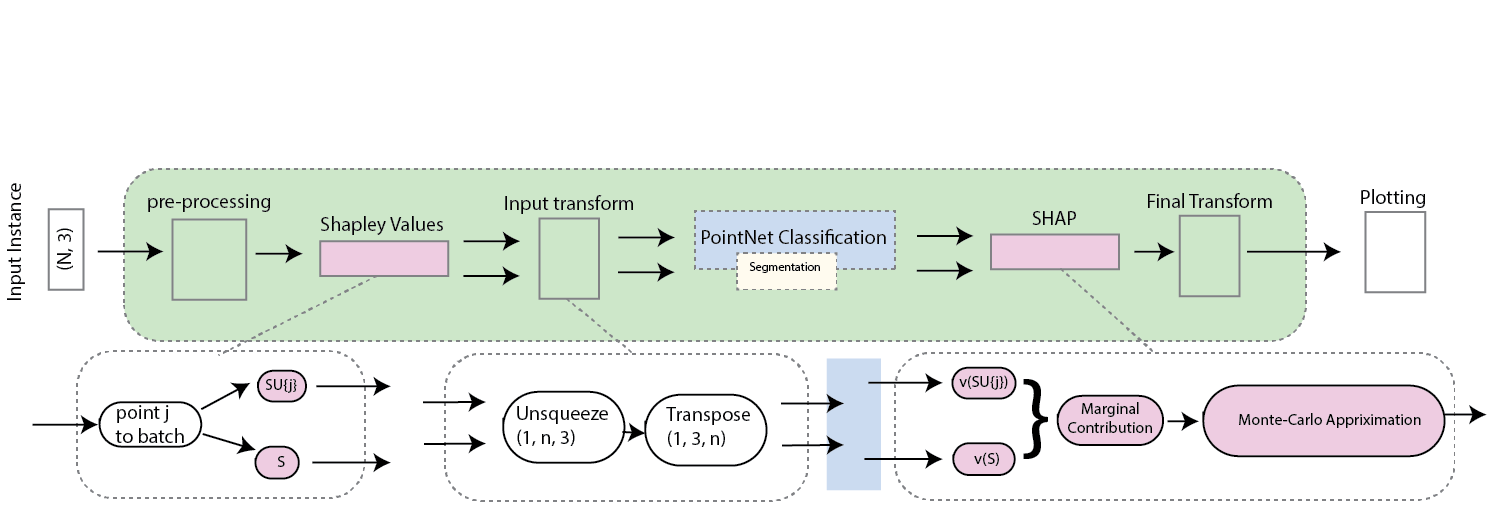 Input Instance
(N, 3)
pre-processing
Shapley Values
Input transform
PointNet Classification
Segmentation
SHAP
Final Transform
Plotting
point j
to batch
SU{j}
S
Unsqueeze
(1, n, 3)
Transpose
(1, 3, n)
v(SU{j})
v(S)
}
Marginal
Contribution
Monte-Carlo Apprіximation